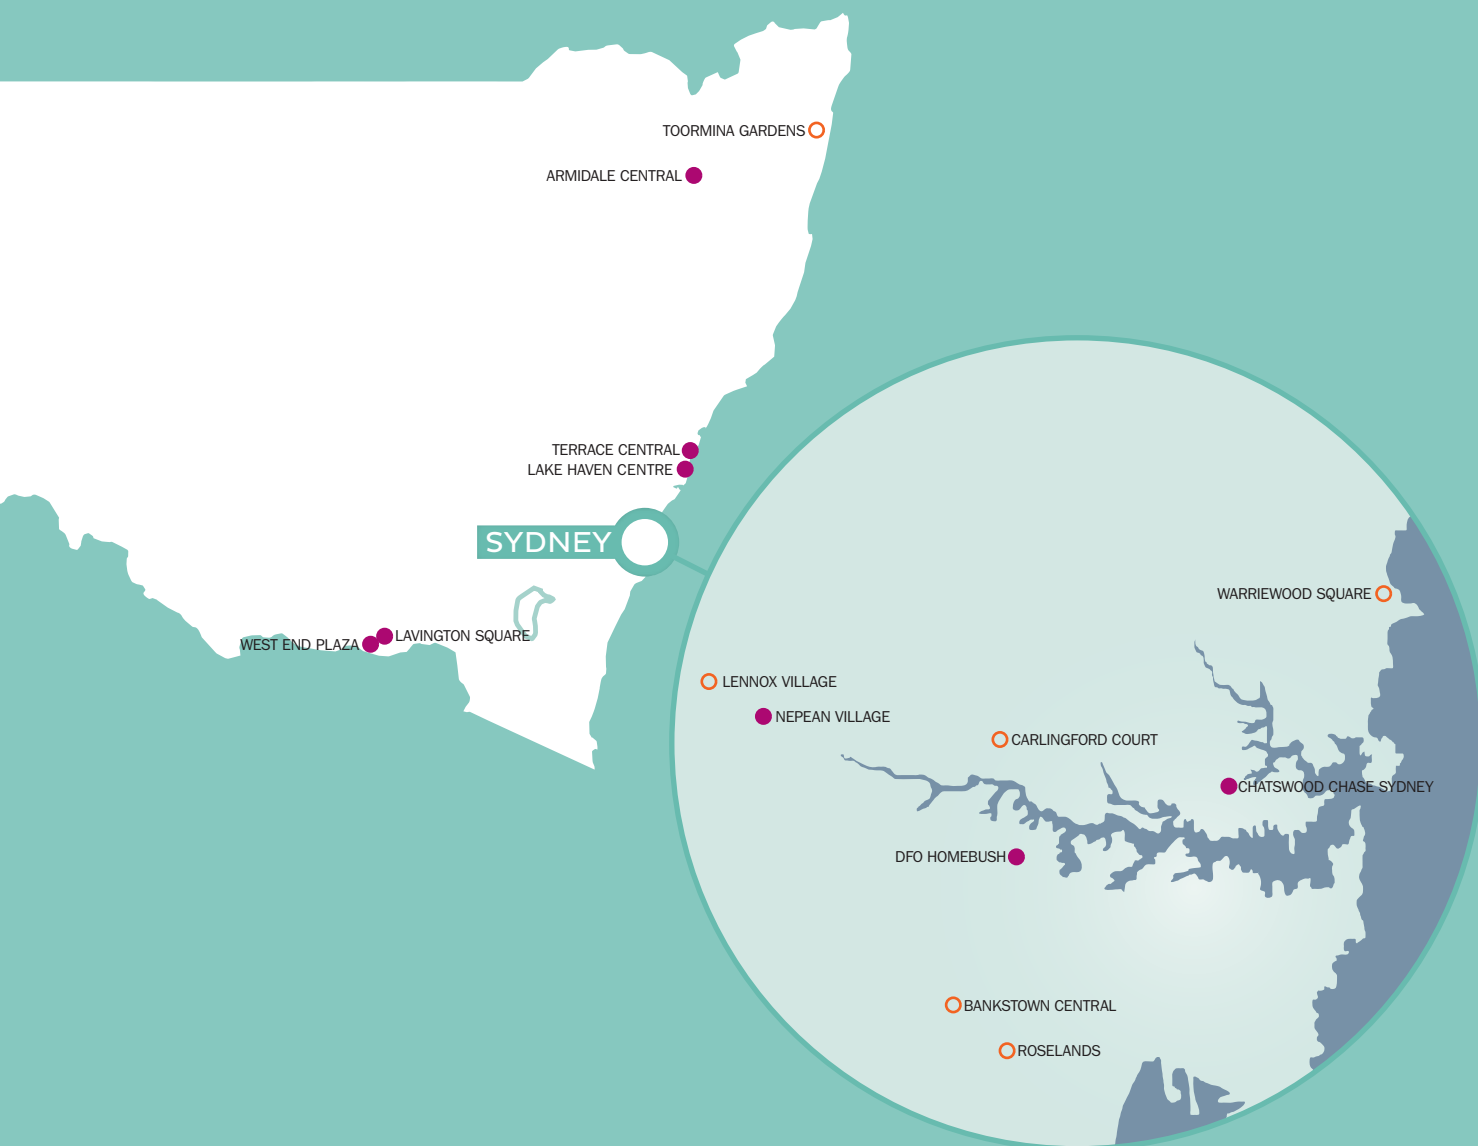 TOORMINA GARDENS
ARMIDALE CENTRAL
TERRACE CENTRAL
LAKE HAVEN CENTRE
SYDNEY
WARRIEWOOD SQUARE
LAVINGTON SQUARE
WEST END PLAZA
LENNOX VILLAGE
NEPEAN VILLAGE
CARLINGFORD COURT
CHATSWOOD CHASE SYDNEY
DFO HOMEBUSH
BANKSTOWN CENTRAL
ROSELANDS